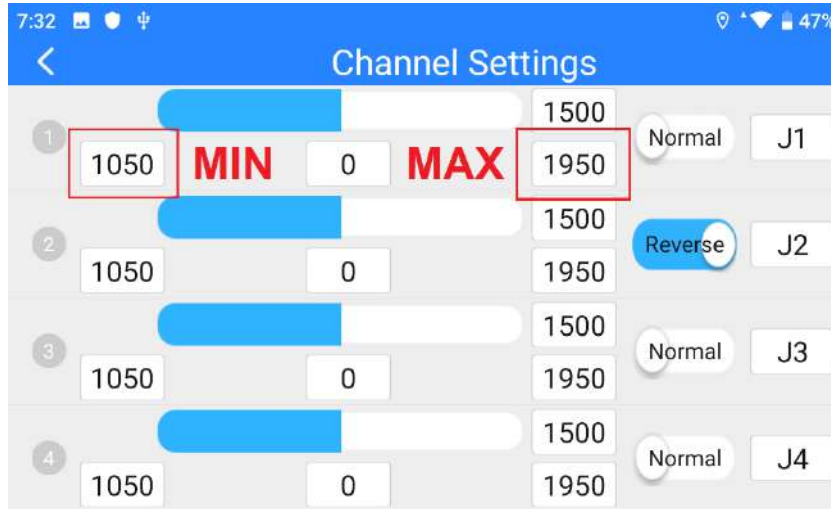 7:32 47%
Channel Settings
1500
1 Normal J1
1050 MIN 0 MAX 1950
1500
2 Reverse J2
1050 0 1950
1500
3 Normal J3
1050 0 1950
1500
4 Normal J4
1050 0 1950